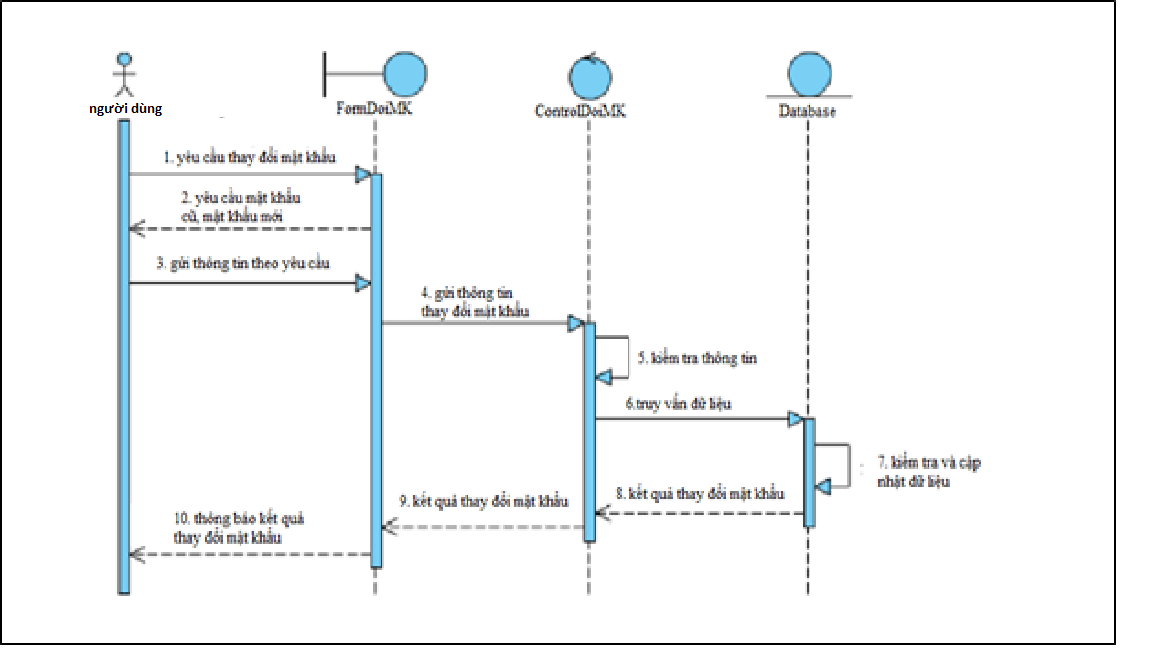 người dùng
FormDoiMK
ControlDoiMK
Database
1. yêu cầu thay đổi mật khẩu
2. yêu cầu mật khẩu
cũ, mật khẩu mới
3. gửi thông tin theo yêu cầu
4. gửi thông tin
thay đổi mật khẩu
5. kiểm tra thông tin
6.truy vấn dữ liệu
7. kiểm tra và cập
nhật dữ liệu
8. kết quả thay đổi mật khẩu
9. kết quả thay đổi mật khẩu
10. thông báo kết quả
thay đổi mật khẩu